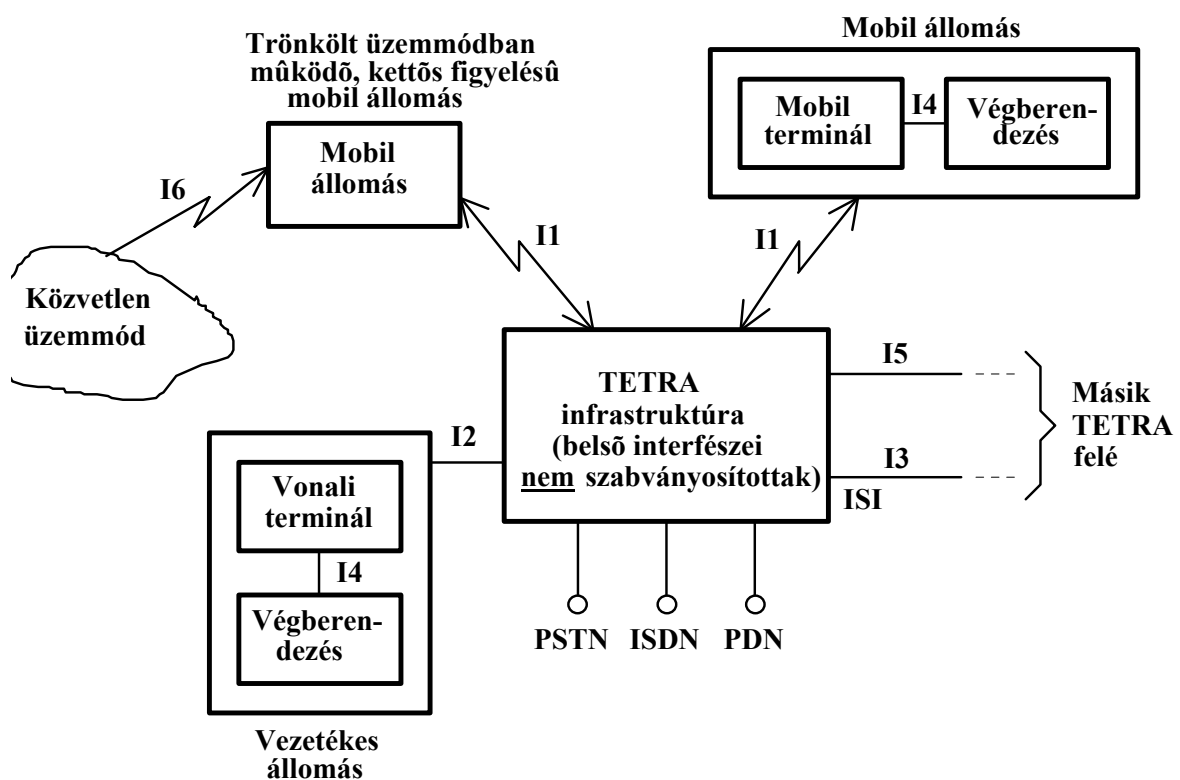 Trönkölt üzemmódban
mûködõ, kettõs figyelésû
mobil állomás
Mobil
állomás
I6
Közvetlen
üzemmód
I1
Mobil állomás
Mobil
terminál
I4
Végberen-
dezés
I1
TETRA
infrastruktúra
(belsõ interfészei
nem szabványosítottak)
I5
I3
ISI
Másik
TETRA
felé
I2
Vonali
terminál
I4
Végberen-
dezés
Vezetékes
állomás
PSTN
ISDN
PDN